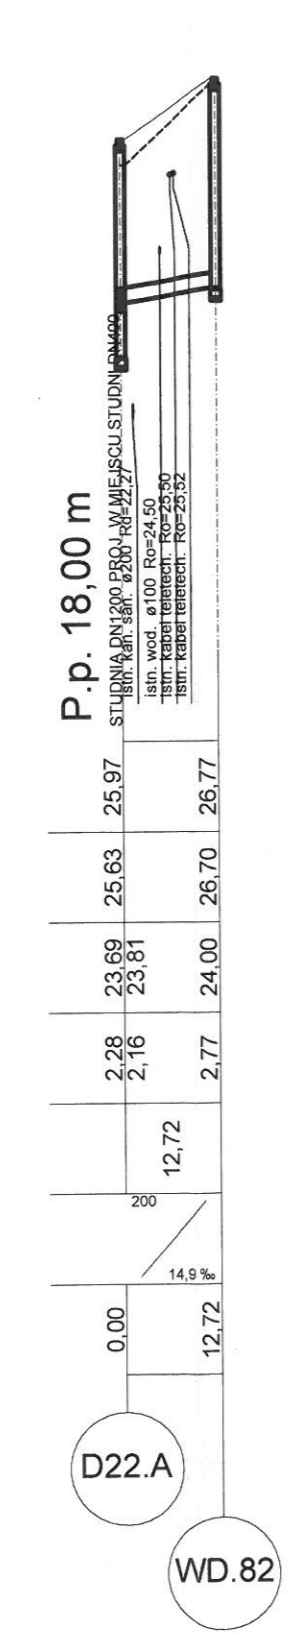 P.p. 18,00 m
STUDNIA DN1200 PROJ. W MIEJSCU STUDNI DN400
istn. kan. san. ø200 Rd=22,27
istn. wod. ø100 Ro=24,50
istn. kabel teletech. Ro=25,50
istn. kabel teletech. Ro=25,52
25,97 26,77
25,63 26,70
23,69 23,81 24,00
2,28 2,16 2,77
12,72
200
14,9 ‰
0,00 12,72
D22.A
WD.82